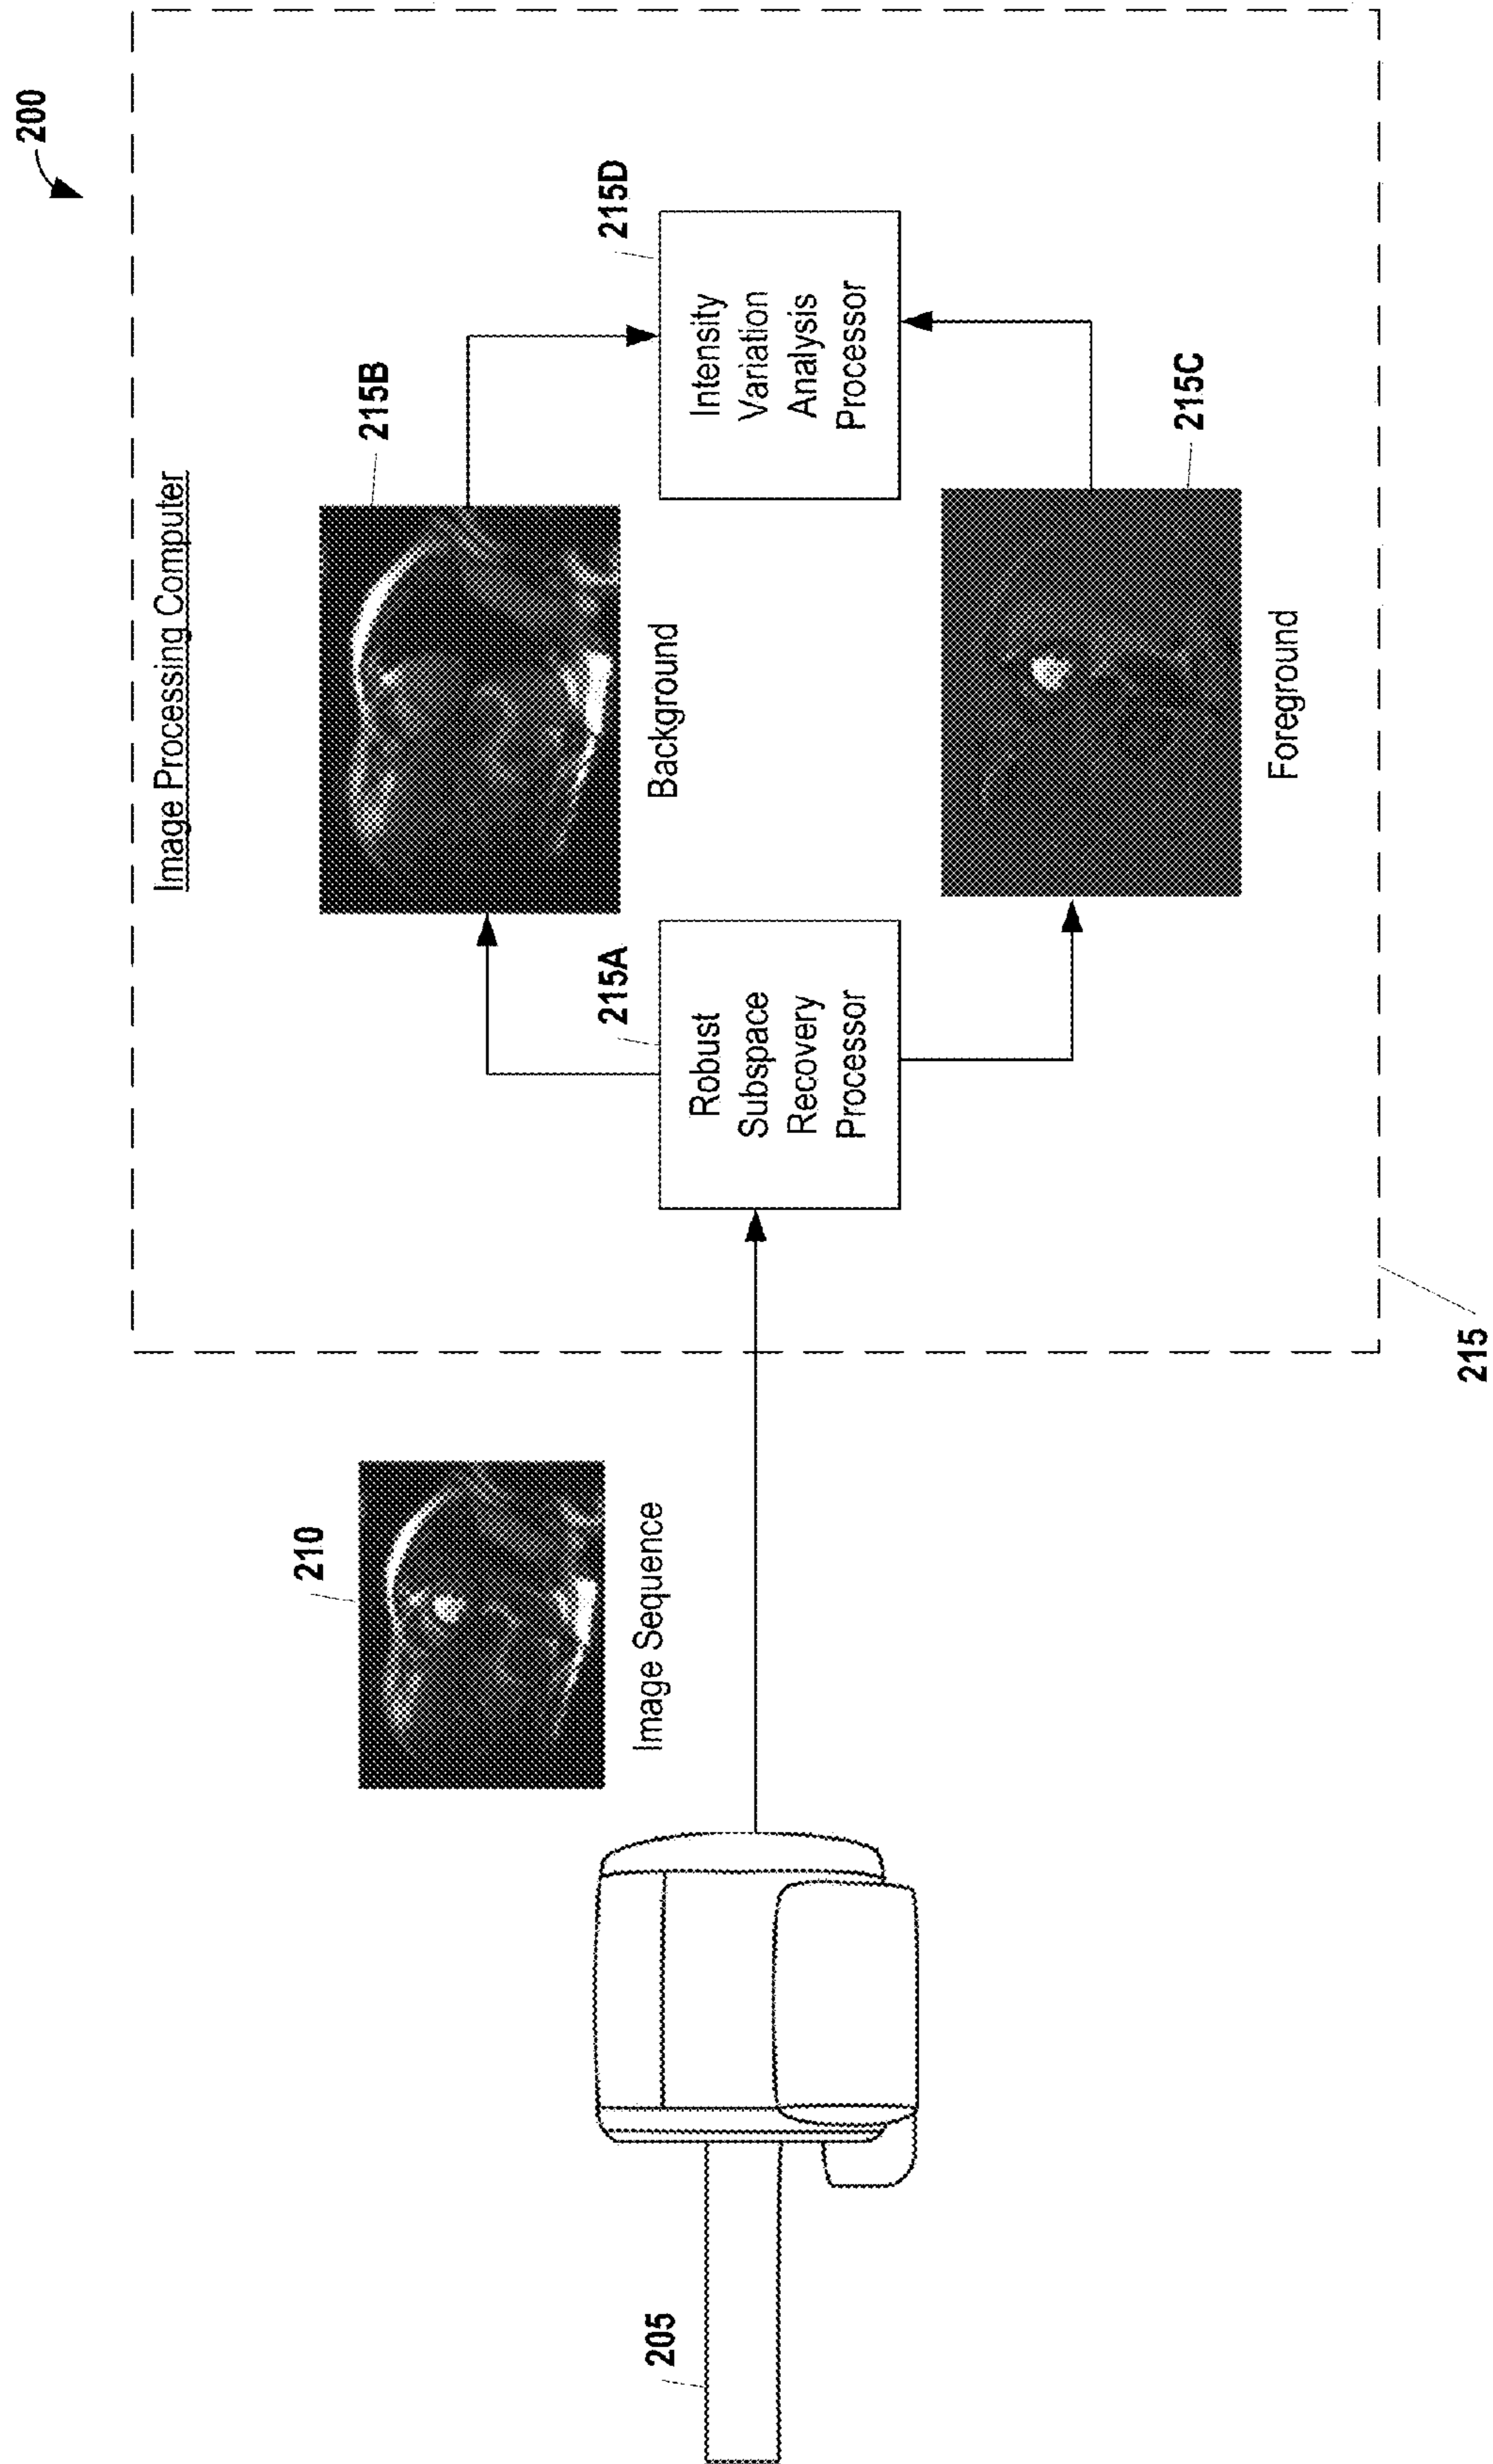 200
Image Processing Computer
215B
Background
215A
Robust
Subspace
Recovery
Processor
215D
Intensity
Variation
Analysis
Processor
215C
Foreground
215
210
Image Sequence
205